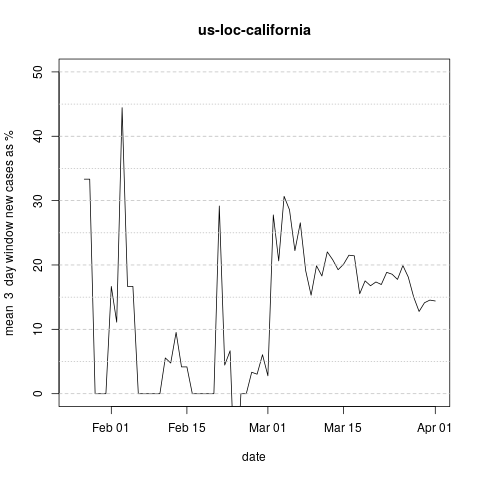 us-loc-california
mean 3 day window new cases as %
50
40
30
20
10
0
Feb 01 Feb 15 Mar 01 Mar 15 Apr 01
date